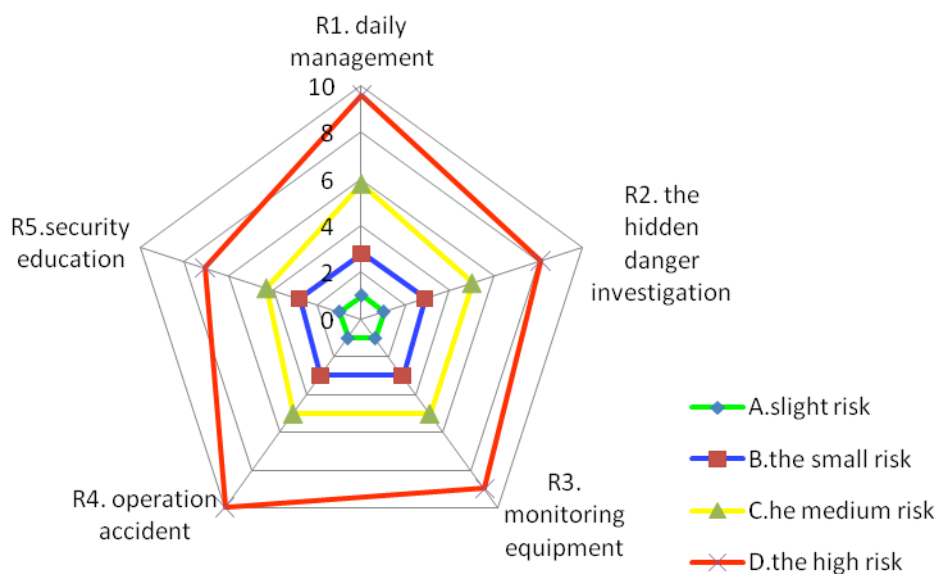 R1. daily
management
10
8
6
4
2
0
R2. the
hidden
danger
investigation
R3.
monitoring
equipment
R4. operation
accident
R5.security
education
A.slight risk
B.the small risk
C.he medium risk
D.the high risk